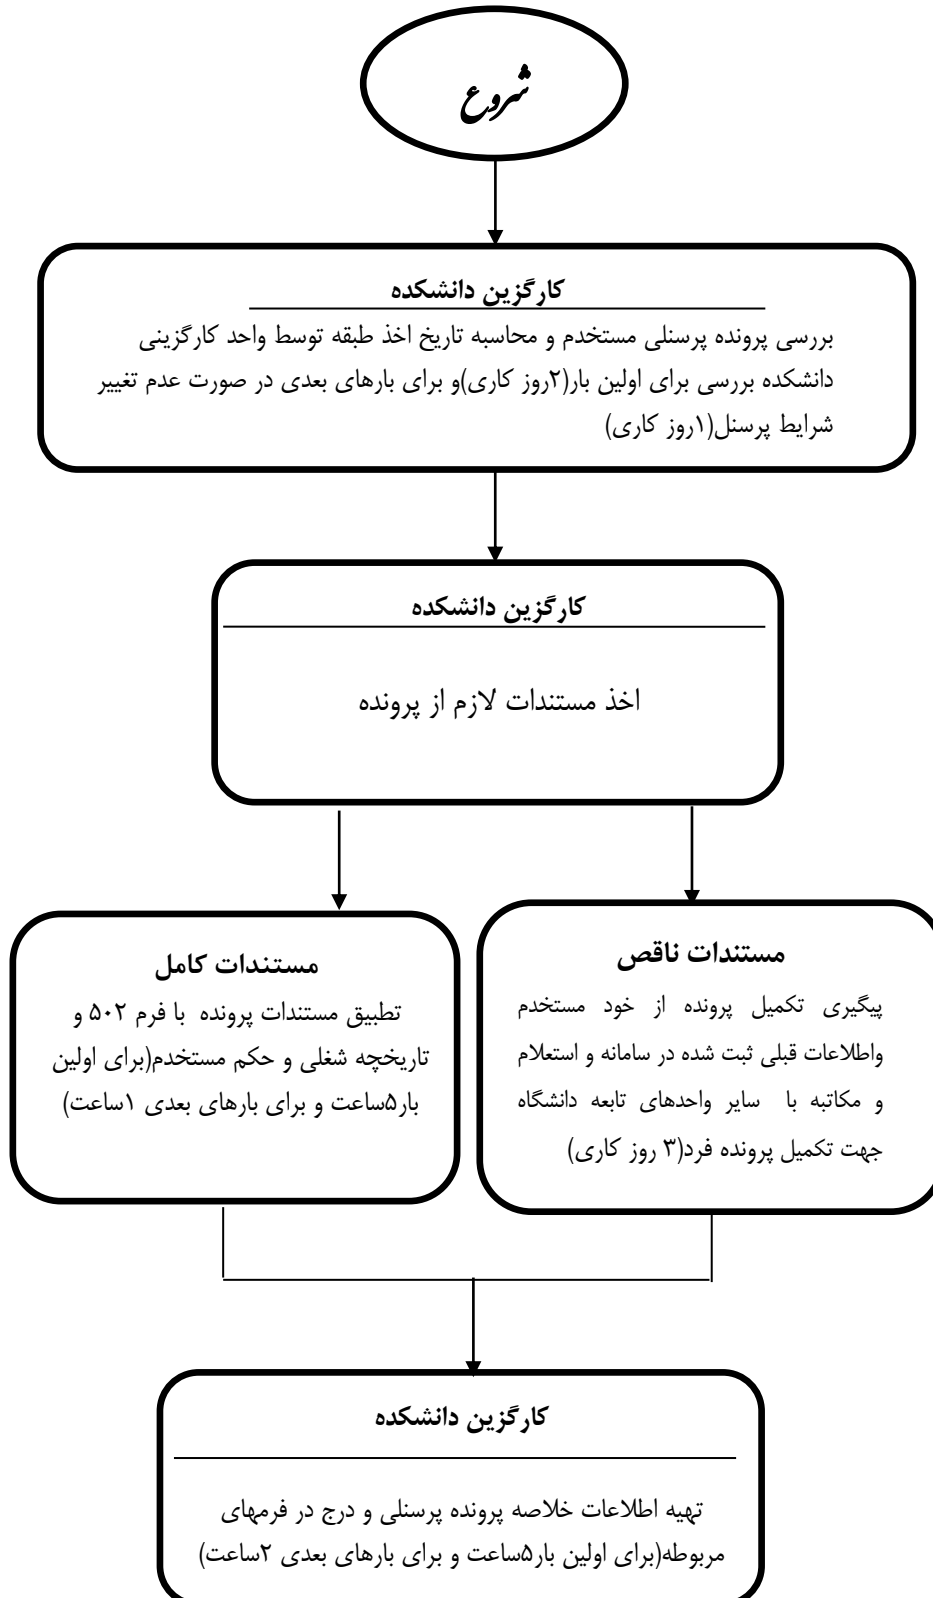 شروع
کارگزین دانشکده
بررسی پرونده پرسنلی مستخدم و محاسبه تاریخ اخذ طبقه توسط واحد کارگزینی
دانشکده بررسی برای اولین بار(۲روز کاری)و برای بارهای بعدی در صورت عدم تغییر
شرایط پرسنل(۱روز کاری)
کارگزین دانشکده
اخذ مستندات لازم از پرونده
مستندات ناقص
پیگیری تکمیل پرونده از خود مستخدم
واطلاعات قبلی ثبت شده در سامانه و استعلام
و مکاتبه با سایر واحدهای تابعه دانشگاه
جهت تکمیل پرونده فرد(۳ روز کاری)
مستندات کامل
تطبیق مستندات پرونده با فرم ۵۰۲ و
تاریخچه شغلی و حکم مستخدم(برای اولین
بار۵ساعت و برای بارهای بعدی ۱ساعت)
کارگزین دانشکده
تهیه اطلاعات خلاصه پرونده پرسنلی و درج در فرمهای
مربوطه(برای اولین بار۵ساعت و برای بارهای بعدی ۲ساعت)